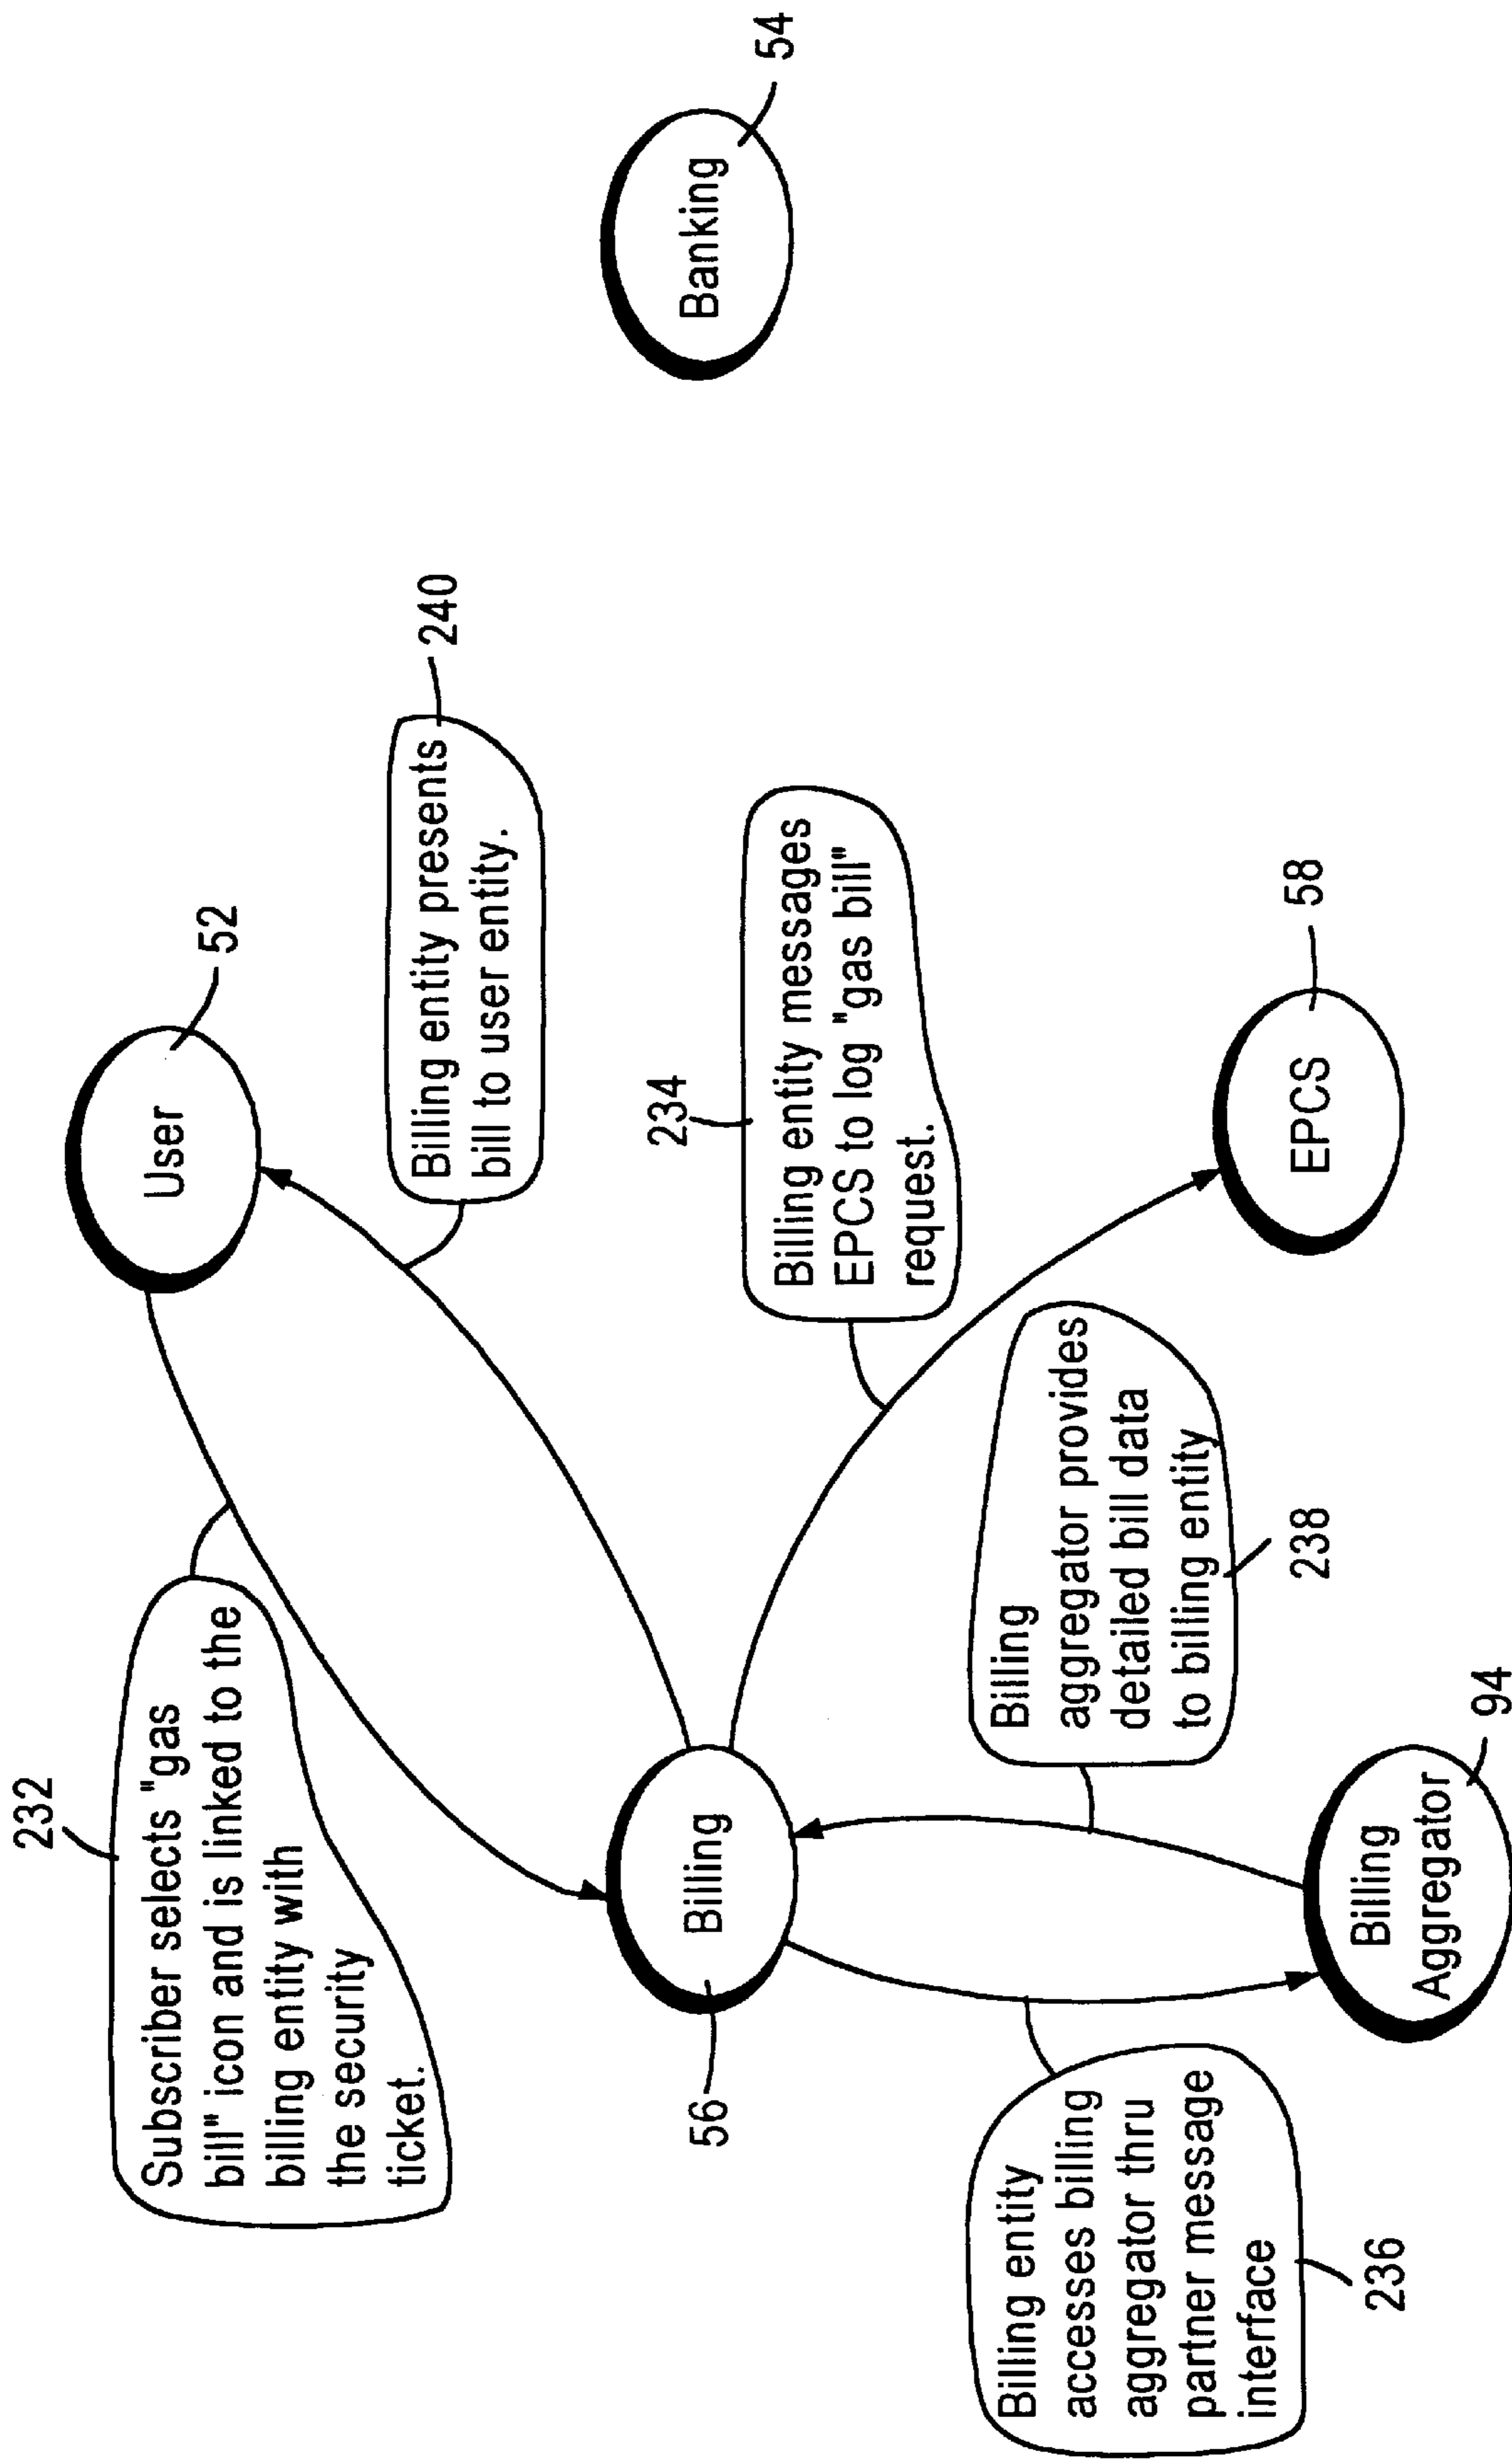 232
Subscriber selects "gas
bill" icon and is linked to the
billing entity with
the security
ticket.
User
52
Billing entity presents
bill to user entity.
240
56
Billing
Banking
54
234
Billing entity messages
EPCS to log "gas bill"
request.
Billing entity
accesses billing
aggregator thru
partner message
interface
236
Billing
aggregator provides
detailed bill data
to billing entity
238
EPCS
58
Billing
Aggregator
94